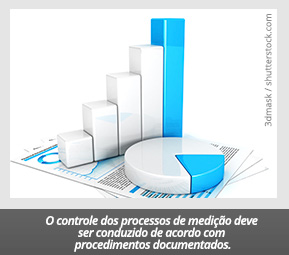 3dmask / shutterstock.com
O controle dos processos de medição deve
ser conduzido de acordo com
procedimentos documentados.